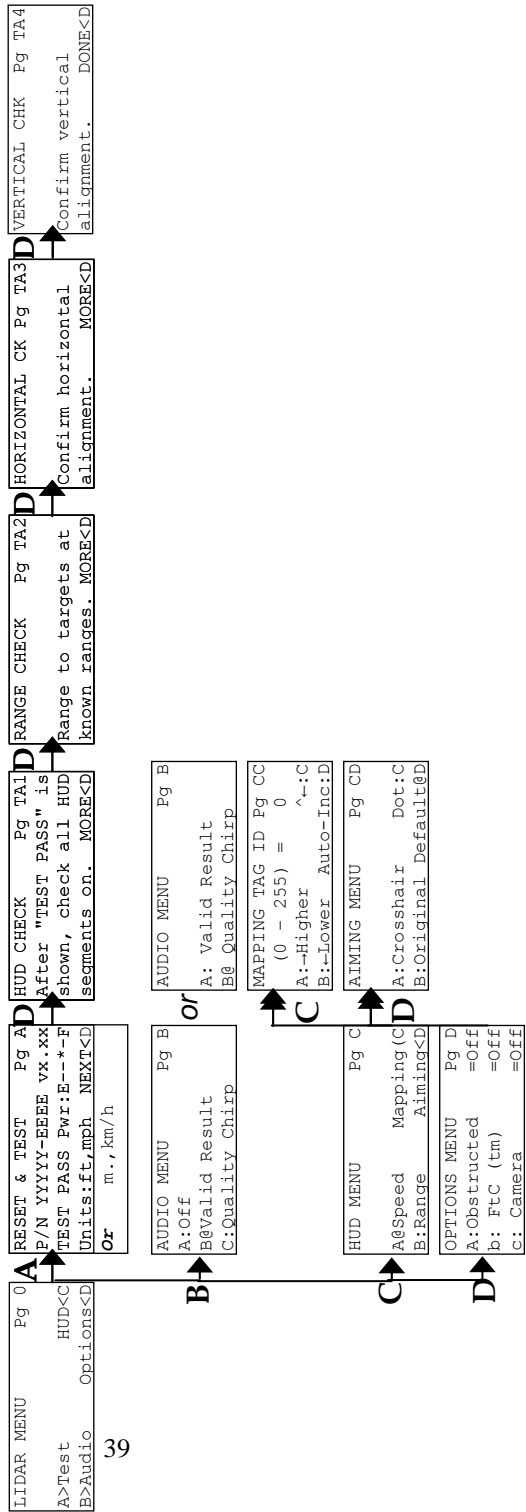 LIDAR MENU Pg 0
A>Test HUD<C
B>Audio Options<D
A
RESET & TEST Pg A
P/N YYYYY-EEEE vx.xx
TEST PASS Pwr:E--*-F
Units:ft,mph NEXT<D
or m.,km/h
D
HUD CHECK Pg TA1
After "TEST PASS" is
shown, check all HUD
segments on. MORE<D
D
RANGE CHECK Pg TA2
Range to targets at
known ranges. MORE<D
D
HORIZONTAL CK Pg TA3
Confirm horizontal
alignment. MORE<D
D
VERTICAL CHK Pg TA4
Confirm vertical
alignment. DONE<D
B
AUDIO MENU Pg B
A:Off
B@Valid Result
C:Quality Chirp
or
AUDIO MENU Pg B
A: Valid Result
B@ Quality Chirp
C
HUD MENU Pg C
A@Speed Mapping(C
B:Range Aiming<D
C
MAPPING TAG ID Pg CC
(0 - 255) = 0
A:→Higher ^←:C
B:←Lower Auto-Inc:D
D
AIMING MENU Pg CD
A:Crosshair Dot:C
B:Original Default@D
D
OPTIONS MENU Pg D
A:Obstructed =Off
b: FtC (tm) =Off
c: Camera =Off
39